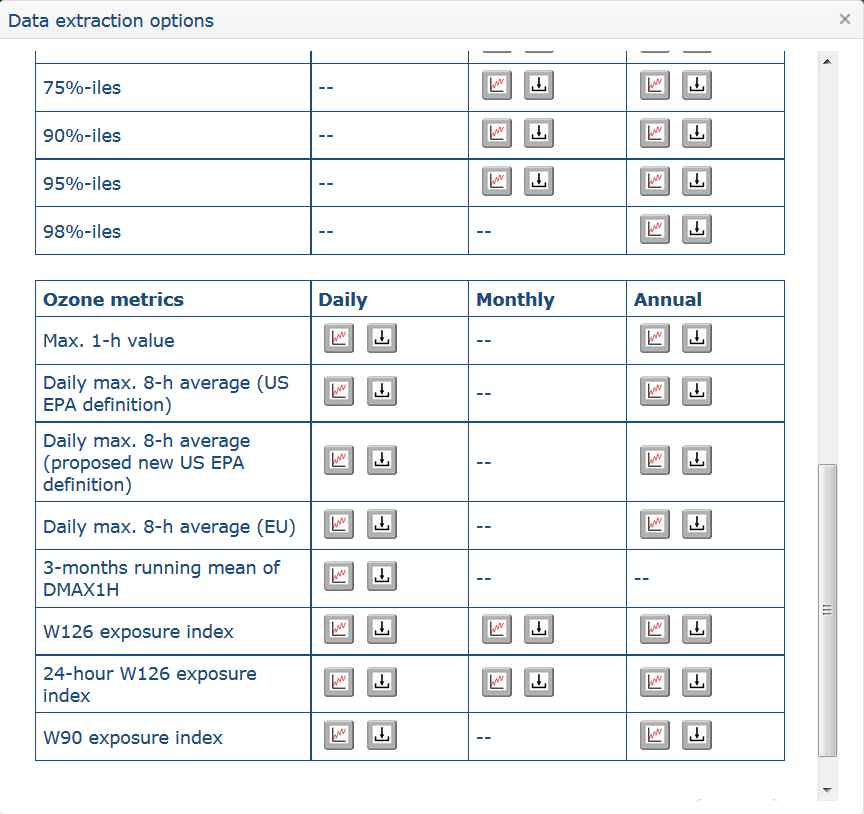 Data extraction options
75%-iles --
90%-iles --
95%-iles --
98%-iles -- --
Ozone metrics Daily Monthly Annual
Max. 1-h value --
Daily max. 8-h average (US
EPA definition) --
Daily max. 8-h average
(proposed new US EPA --
definition)
Daily max. 8-h average (EU) --
3-months running mean of
DMAX1H -- --
W126 exposure index
24-hour W126 exposure
index
W90 exposure index --